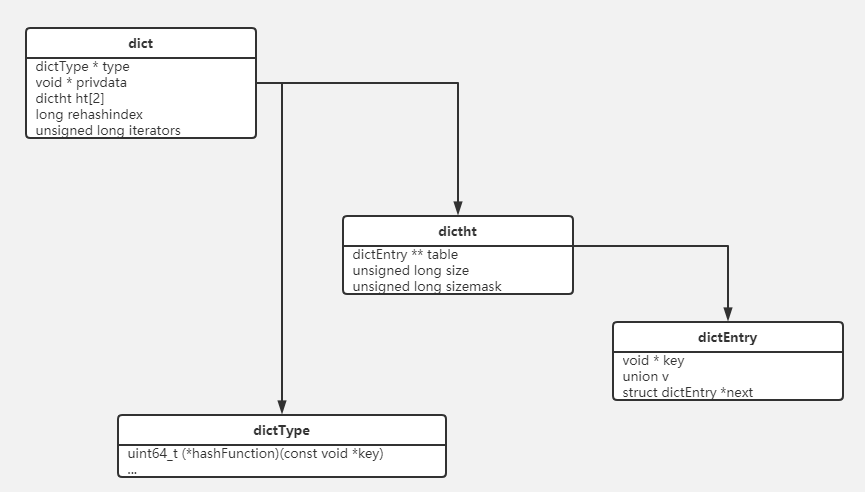 dict
dictType * type
void * privdata
dictht ht[2]
long rehashindex
unsigned long iterators
dictht
dictEntry ** table
unsigned long size
unsigned long sizemask
dictEntry
void * key
union v
struct dictEntry *next
dictType
uint64_t (*hashFunction)(const void *key)
...